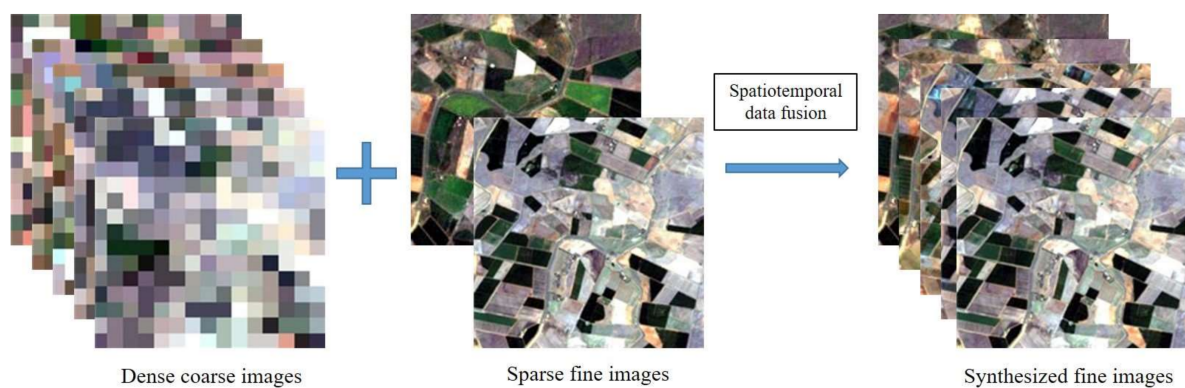 Spatiotemporal
data fusion
Dense coarse images
Sparse fine images
Synthesized fine images